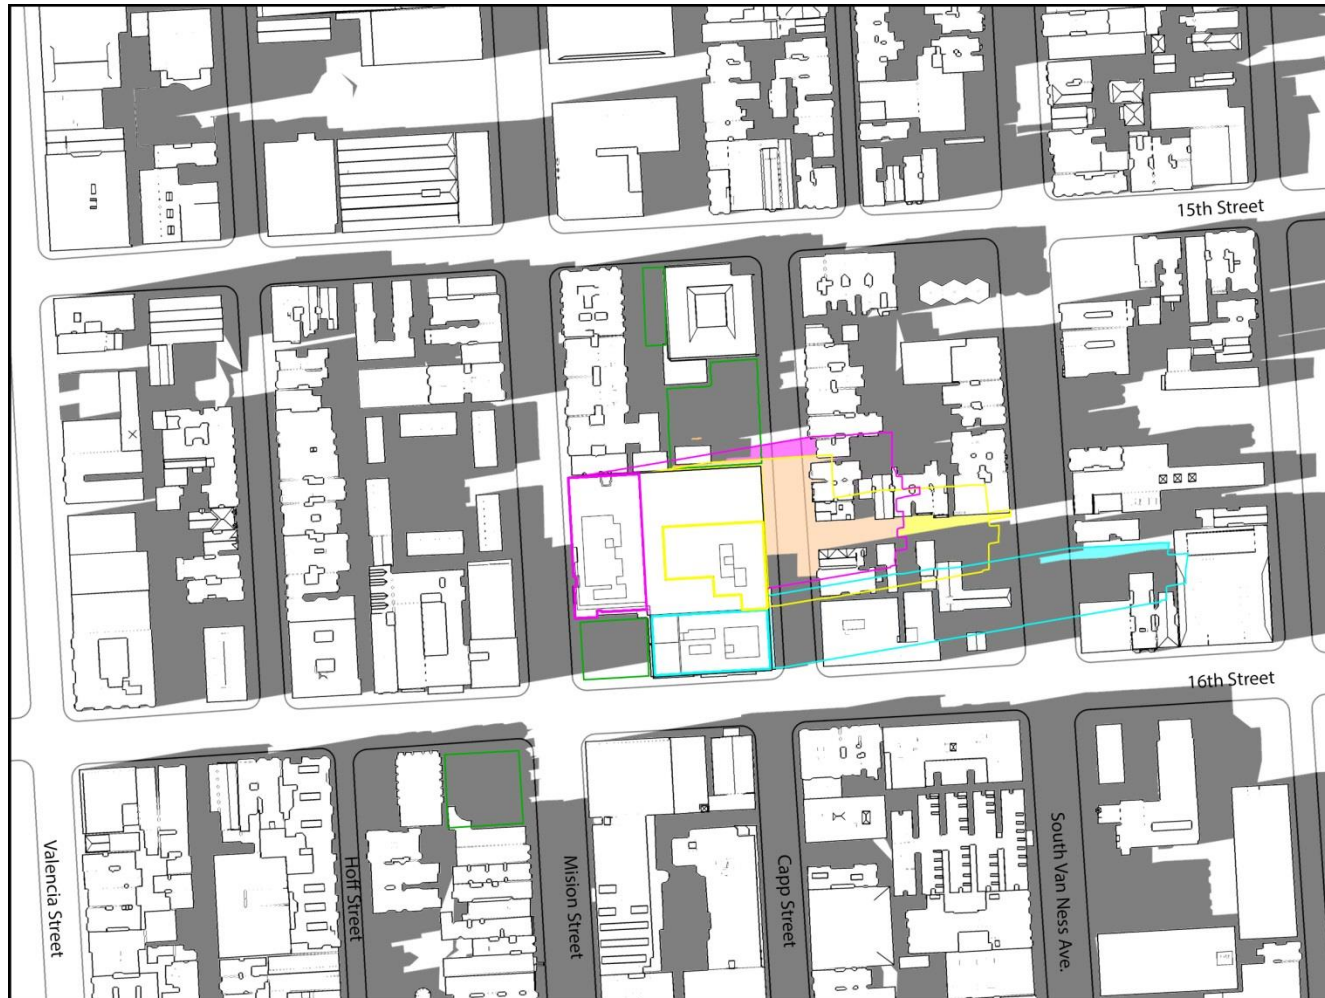 15th Street
16th Street
Valencia Street
Hoff Street
Mision Street
Capp Street
South Van Ness Ave.